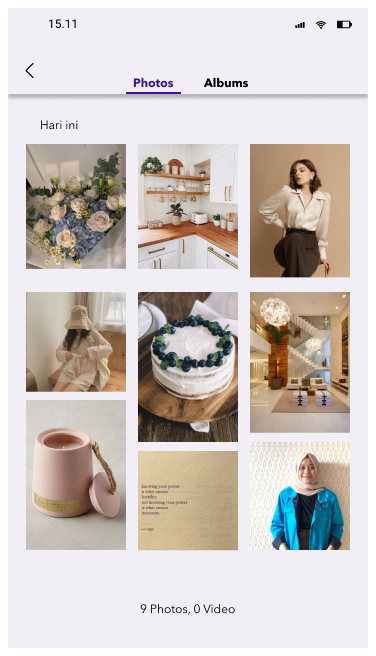 15.11
Photos Albums
Hari ini
knowing your power
is what creates
humility.
not knowing your power
is what creates
insecurity.
— ego
9 Photos, 0 Video